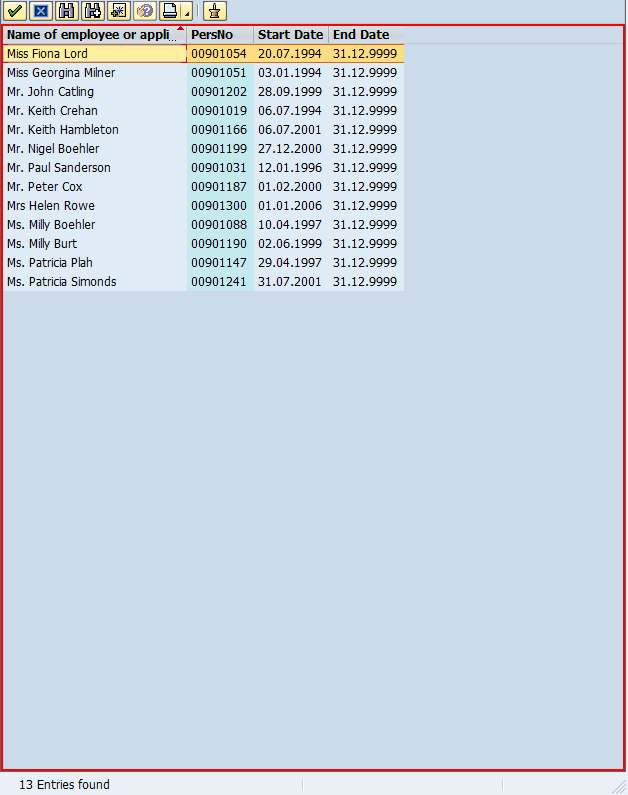 Name of employee or appli... PersNo Start Date End Date
Miss Fiona Lord 00901054 20.07.1994 31.12.9999
Miss Georgina Milner 00901051 03.01.1994 31.12.9999
Mr. John Catling 00901202 28.09.1999 31.12.9999
Mr. Keith Crehan 00901019 06.07.1994 31.12.9999
Mr. Keith Hambleton 00901166 06.07.2001 31.12.9999
Mr. Nigel Boehler 00901199 27.12.2000 31.12.9999
Mr. Paul Sanderson 00901031 12.01.1996 31.12.9999
Mr. Peter Cox 00901187 01.02.2000 31.12.9999
Mrs Helen Rowe 00901300 01.01.2006 31.12.9999
Ms. Milly Boehler 00901088 10.04.1997 31.12.9999
Ms. Milly Burt 00901190 02.06.1999 31.12.9999
Ms. Patricia Plah 00901147 29.04.1997 31.12.9999
Ms. Patricia Simonds 00901241 31.07.2001 31.12.9999
13 Entries found